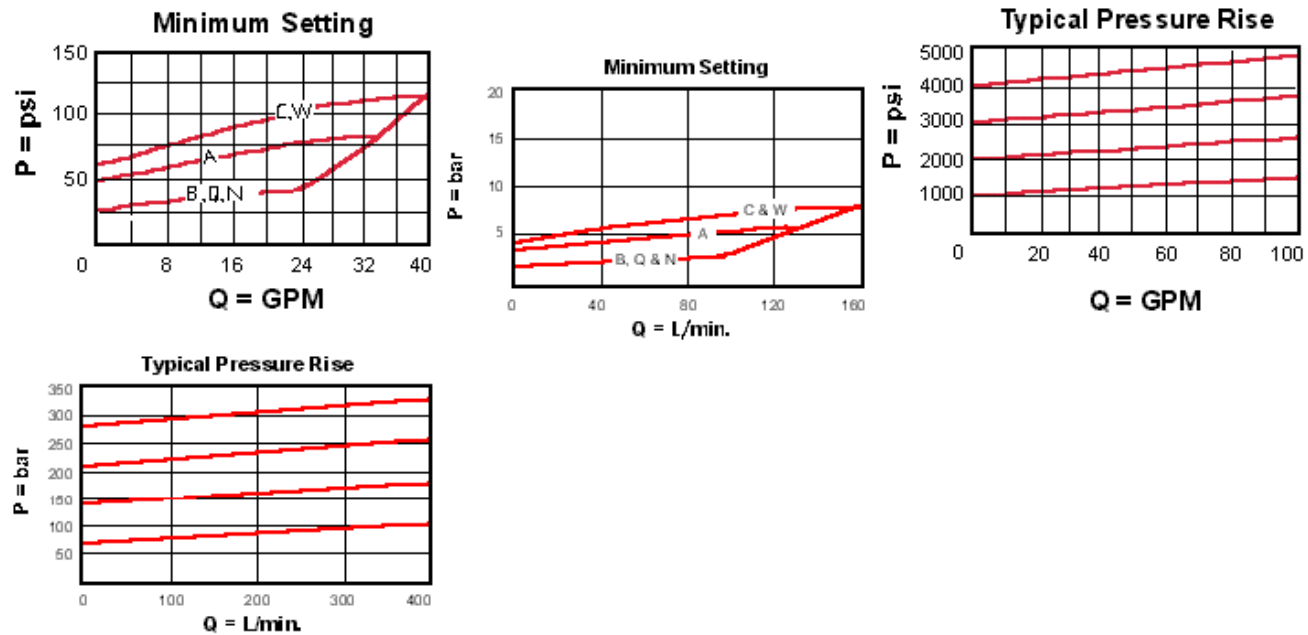 Minimum Setting
150
100
50
P = psi
C,W
A
B,Q,N
0 8 16 24 32 40
Q = GPM
Minimum Setting
20
15
10
5
P = bar
C & W
A
B, Q & N
0 40 80 120 160
Q = L/min.
Typical Pressure Rise
5000
4000
3000
2000
1000
P = psi
0 20 40 60 80 100
Q = GPM
Typical Pressure Rise
350
300
250
200
150
100
50
P = bar
0 100 200 300 400
Q = L/min.